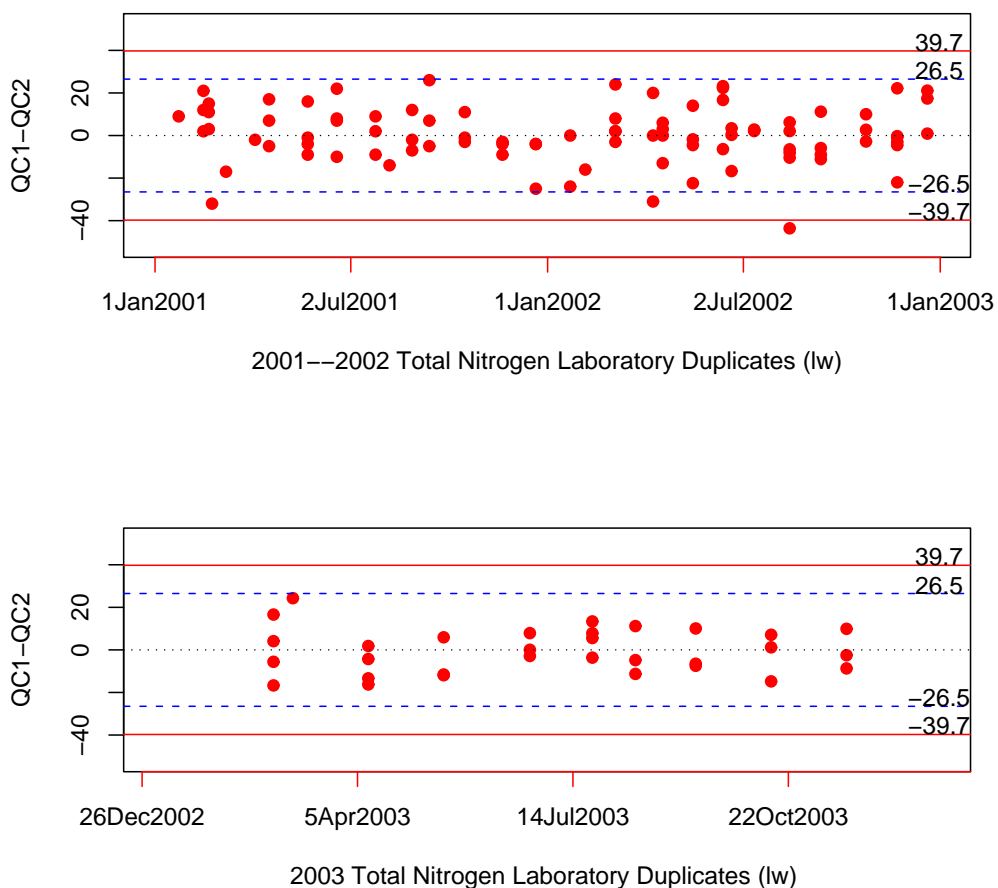 39.7
26.5
20
0
−40
−26.5
−39.7
QC1−QC2
1Jan2001 2Jul2001 1Jan2002 2Jul2002 1Jan2003
2001−−2002 Total Nitrogen Laboratory Duplicates (lw)
39.7
26.5
20
0
−40
−26.5
−39.7
QC1−QC2
26Dec2002 5Apr2003 14Jul2003 22Oct2003
2003 Total Nitrogen Laboratory Duplicates (lw)